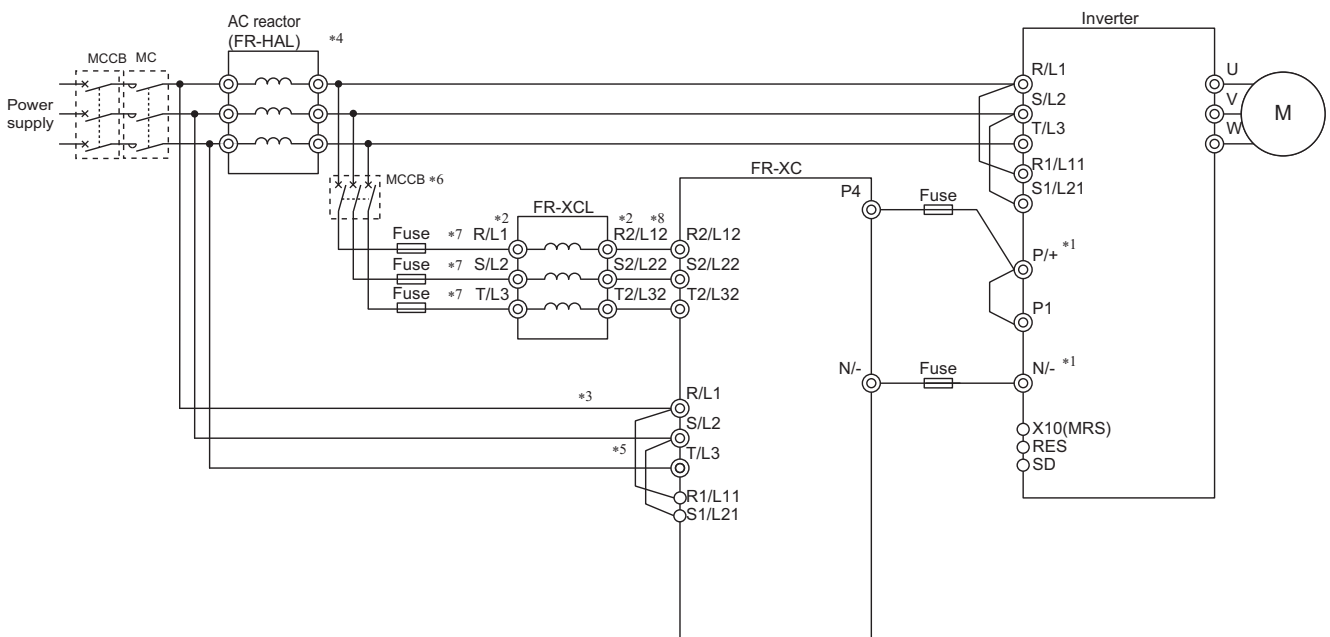 Inverter
AC reactor
(FR-HAL) *4
MCCB MC
Power
supply
R/L1
S/L2
T/L3
R1/L11
S1/L21
U
V
W
M
MCCB *6
FR-XC
P4
Fuse
FR-XCL
*2
*2 *8
Fuse *7 R/L1 R2/L12 R2/L12
Fuse *7 S/L2 S2/L22 S2/L22
Fuse *7 T/L3 T2/L32 T2/L32
P/+ *1
P1
N/-
Fuse
N/- *1
*3
R/L1
S/L2
*5
T/L3
R1/L11
S1/L21
X10(MRS)
RES
SD